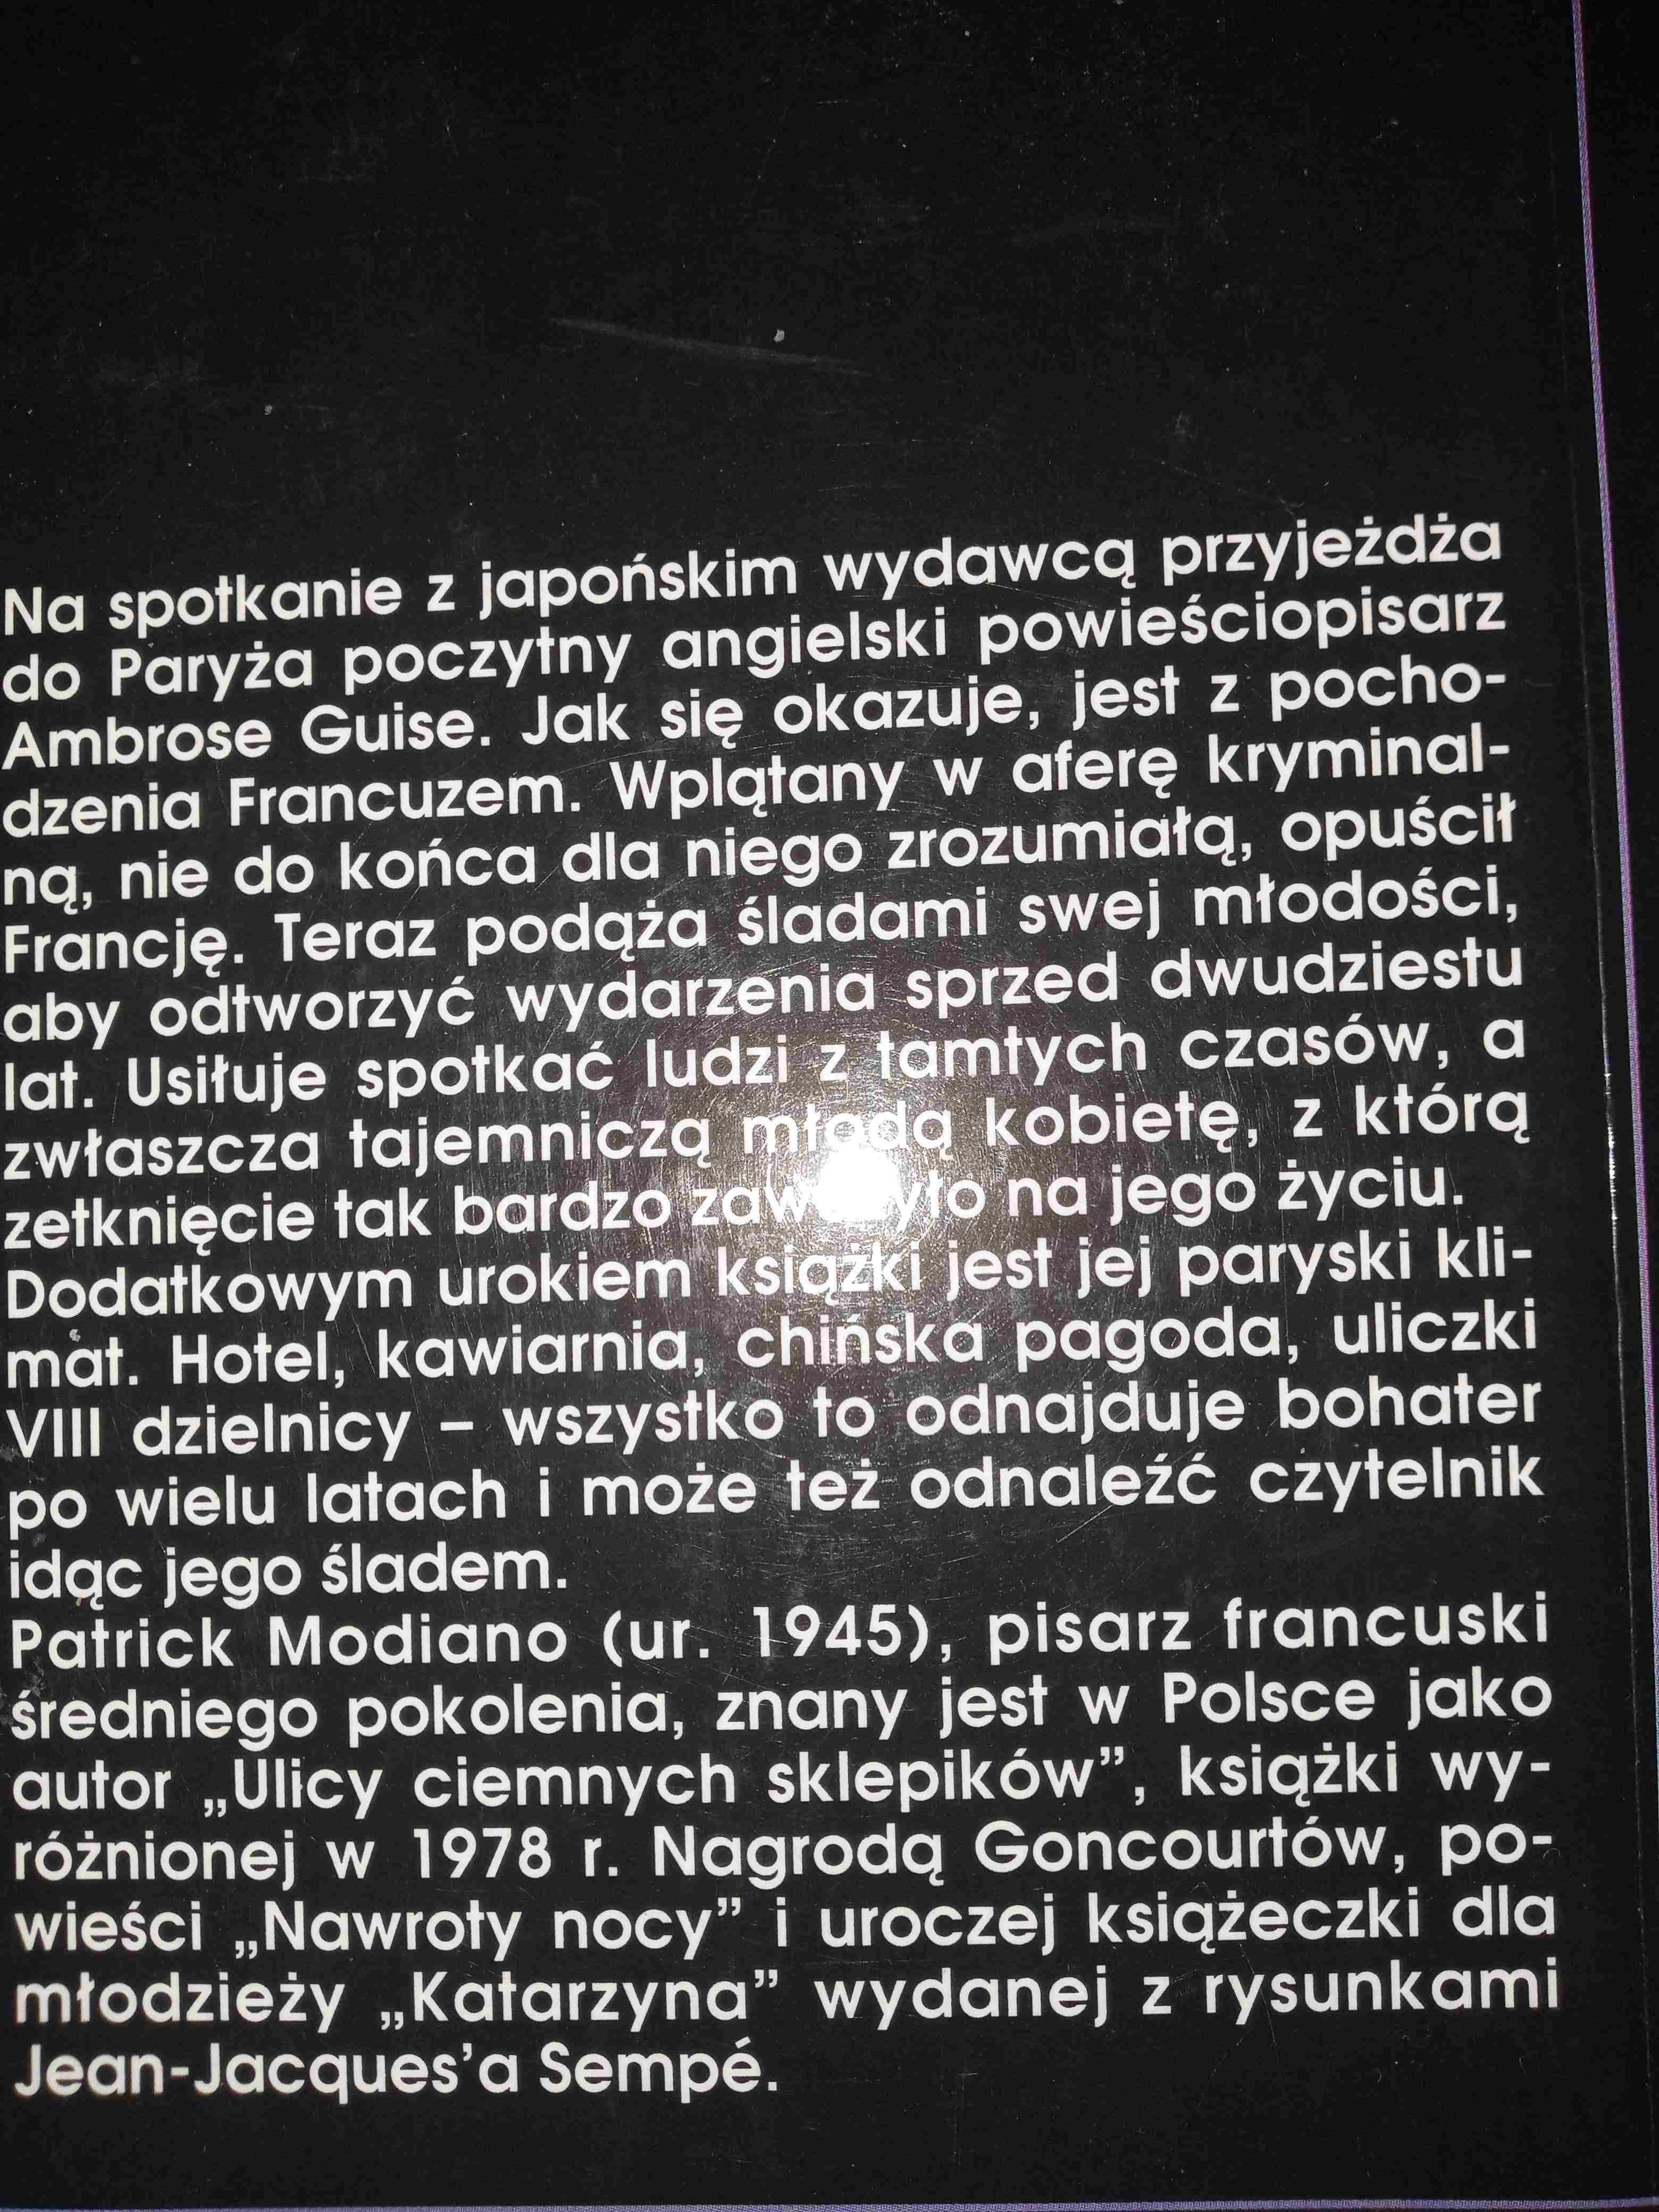 Na spotkanie z japońskim wydawcą przyjeżdża
do Paryża poczytny angielski powieściopisarz
Ambrose Guise. Jak się okazuje, jest z pocho-
dzenia Francuzem. Wplątany w aferę kryminal-
ną, nie do końca dla niego zrozumiałą, opuścił
Francję. Teraz podąża śladami swej młodości,
aby odtworzyć wydarzenia sprzed dwudziestu
lat. Usiłuje spotkać ludzi z tamtych czasów, a
zwłaszcza tajemniczą młodą kobietę, z którą
zetknięcie tak bardzo na jego życiu.
Dodatkowym urokiem książki jest jej paryski kli-
mat. Hotel, kawiarnia, chińska pagoda, uliczki
VIII dzielnicy – wszystko to odnajduje bohater
po wielu latach i może też odnaleźć czytelnik
idąc jego śladem.
Patrick Modiano (ur. 1945), pisarz francuski
średniego pokolenia, znany jest w Polsce jako
autor „Ulicy ciemnych sklepików”, książki wy-
różnionej w 1978 r. Nagrodą Goncourtów, po-
wieści „Nawroty nocy” i uroczej książeczki dla
młodzieży „Katarzyna” wydanej z rysunkami
Jean-Jacques’a Sempé.